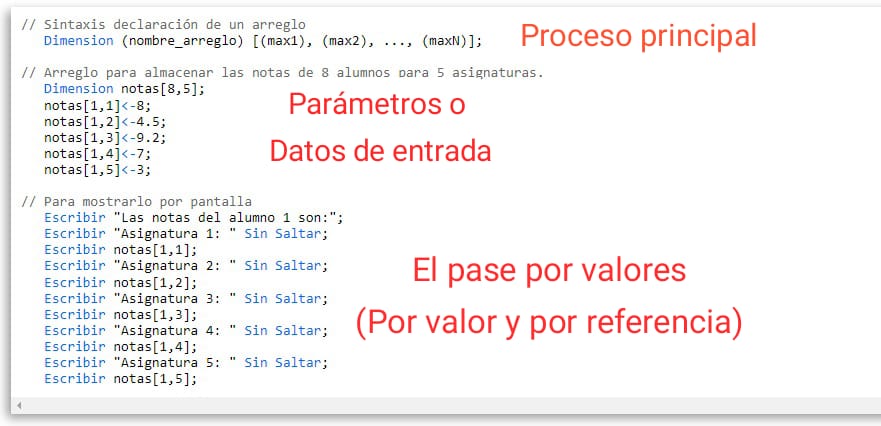 // Sintaxis declaración de un arreglo
Dimension (nombre_arreglo) [(max1), (max2), ..., (maxN)];
Proceso principal
// Arreglo para almacenar las notas de 8 alumnos para 5 asignaturas.
Dimension notas[8,5];
notas[1,1]<-8;
notas[1,2]<-4.5;
notas[1,3]<-9.2;
notas[1,4]<-7;
notas[1,5]<-3;
Parámetros o
Datos de entrada
// Para mostrarlo por pantalla
Escribir "Las notas del alumno 1 son:";
Escribir "Asignatura 1: " Sin Saltar;
Escribir notas[1,1];
Escribir "Asignatura 2: " Sin Saltar;
Escribir notas[1,2];
Escribir "Asignatura 3: " Sin Saltar;
Escribir notas[1,3];
Escribir "Asignatura 4: " Sin Saltar;
Escribir notas[1,4];
Escribir "Asignatura 5: " Sin Saltar;
Escribir notas[1,5];
El pase por valores
(Por valor y por referencia)